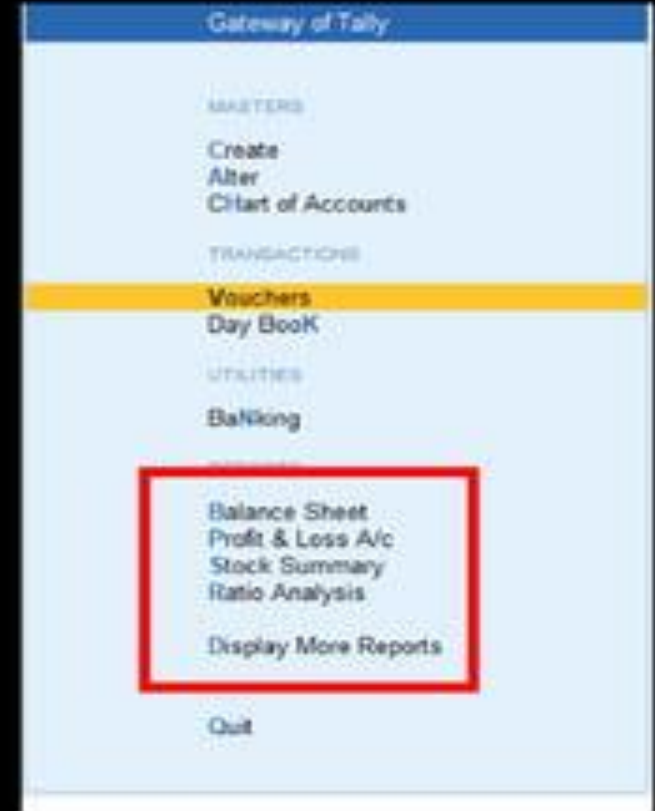 Gateway of Tally
MASTERS
Create
Alter
CHart of Accounts
TRANSACTIONS
Vouchers
Day BooK
UTILITIES
BaNking
Balance Sheet
Profit & Loss A/c
Stock Summary
Ratio Analysis
Display More Reports
Quit